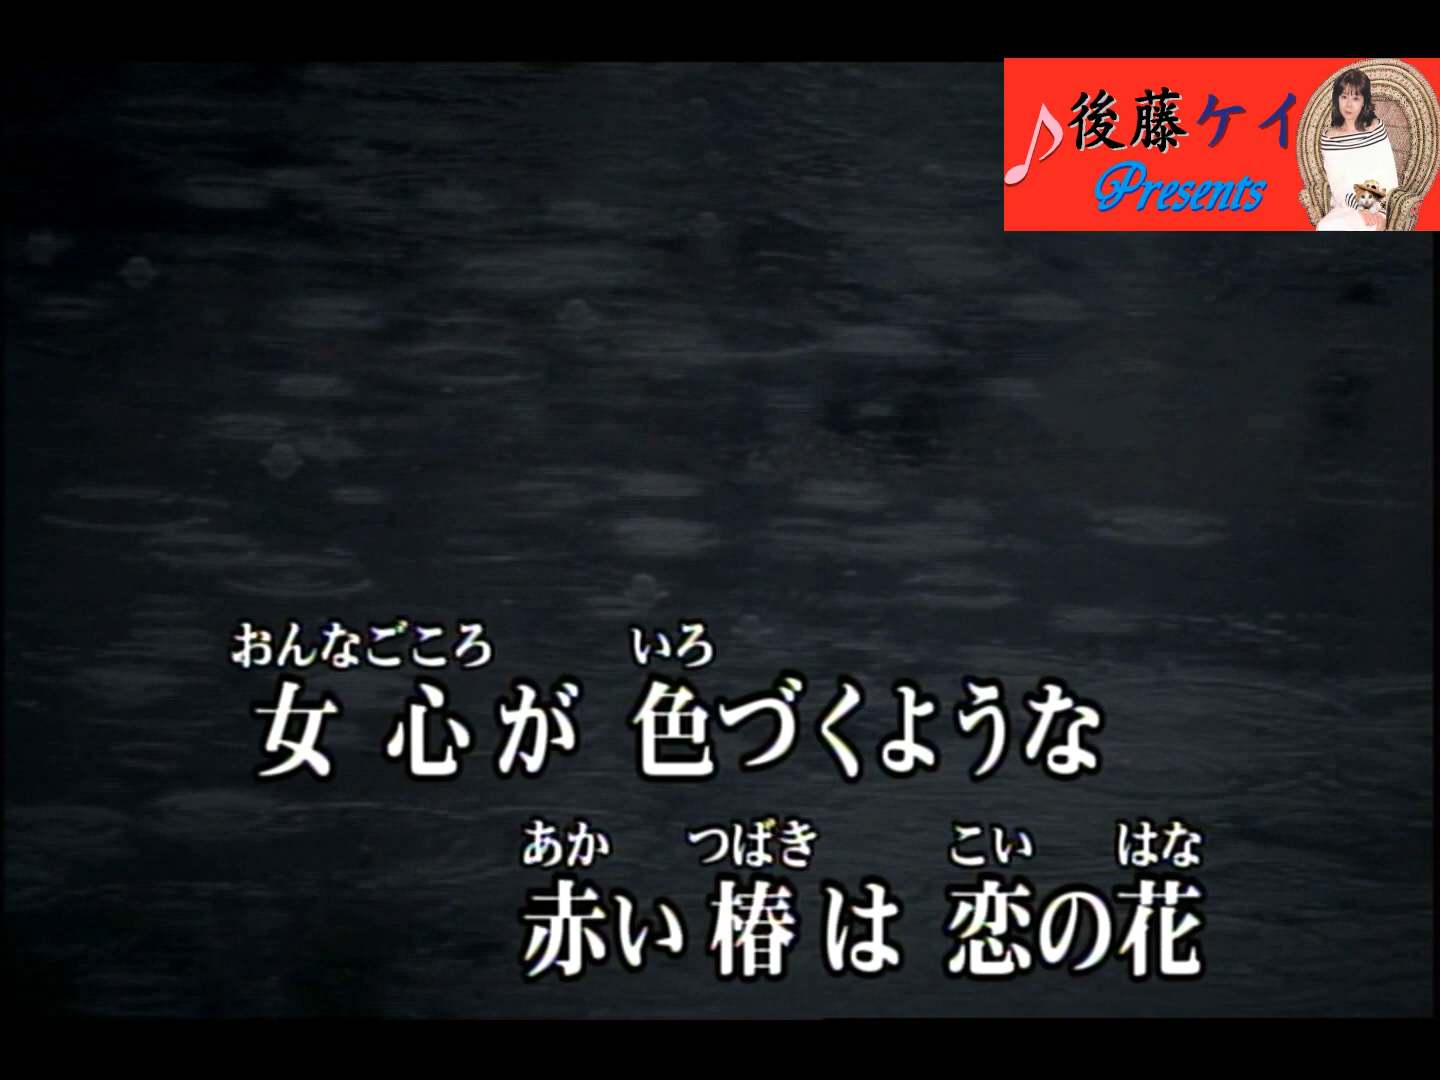 ♪後藤ケイ
Presents
おんなごころ いろ
女心が 色づくような
あか つばき こい はな
赤い椿は 恋の花